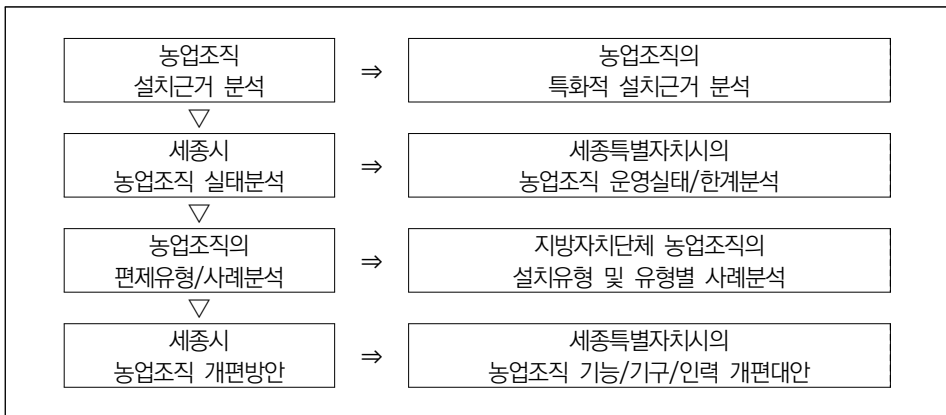 농업조직
설치근거 분석
⇒
농업조직의
특화적 설치근거 분석
▽
세종시
농업조직 실태분석
⇒
세종특별자치시의
농업조직 운영실태/한계분석
▽
농업조직의
편제유형/사례분석
⇒
지방자치단체 농업조직의
설치유형 및 유형별 사례분석
▽
세종시
농업조직 개편방안
⇒
세종특별자치시의
농업조직 기능/기구/인력 개편대안